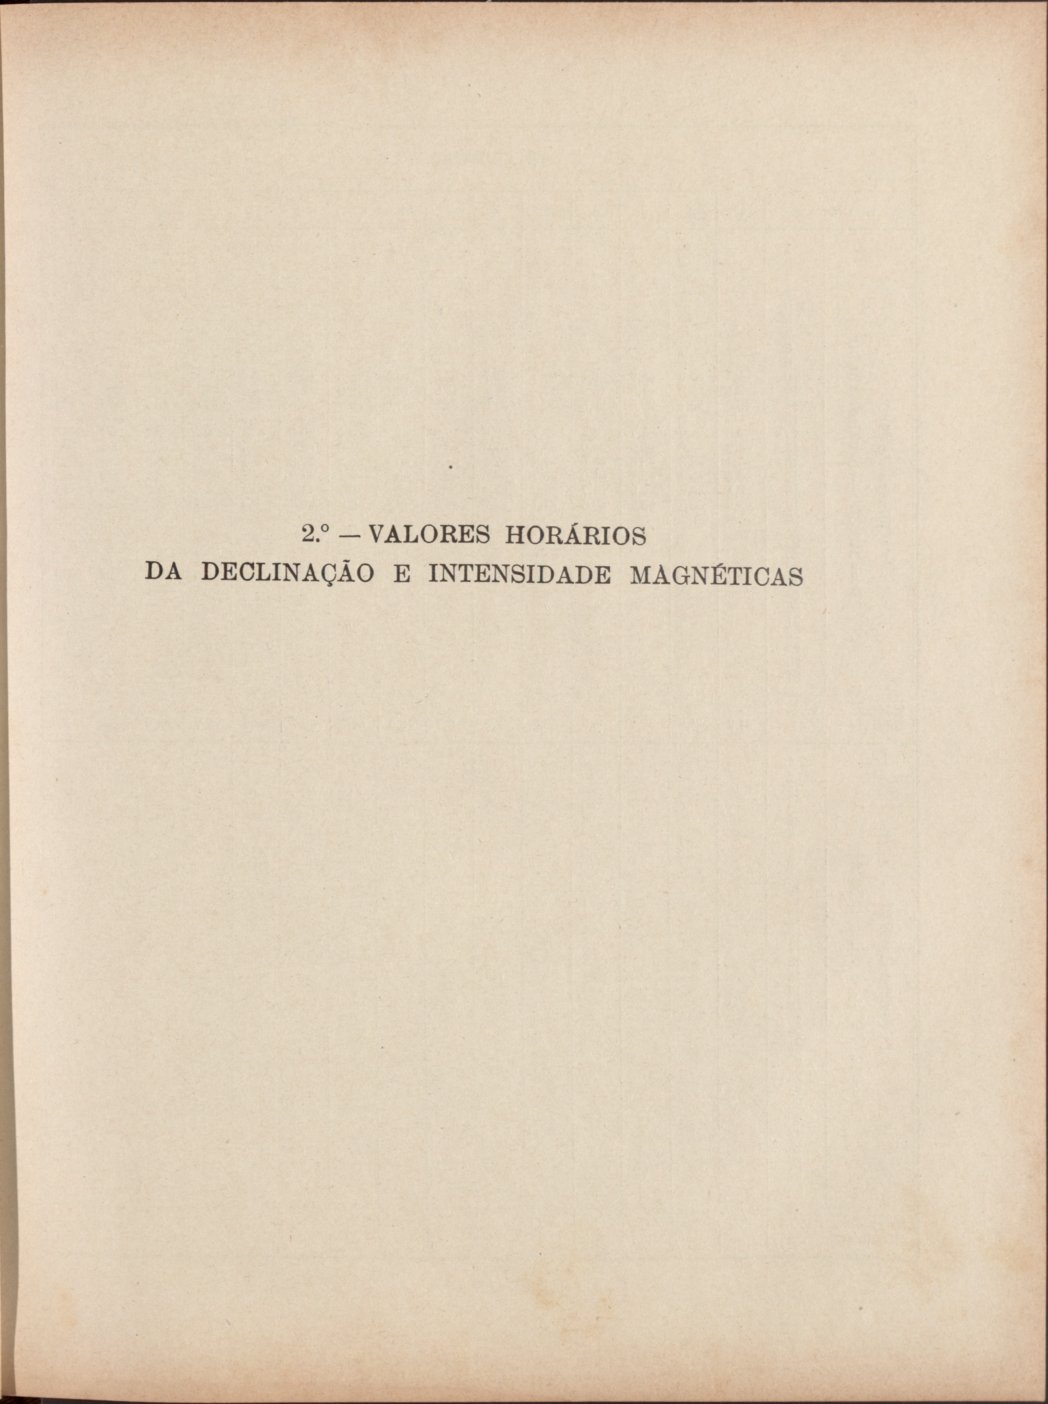 2.º — VALORES HORÁRIOS
DA DECLINAÇÃO E INTENSIDADE MAGNÉTICAS